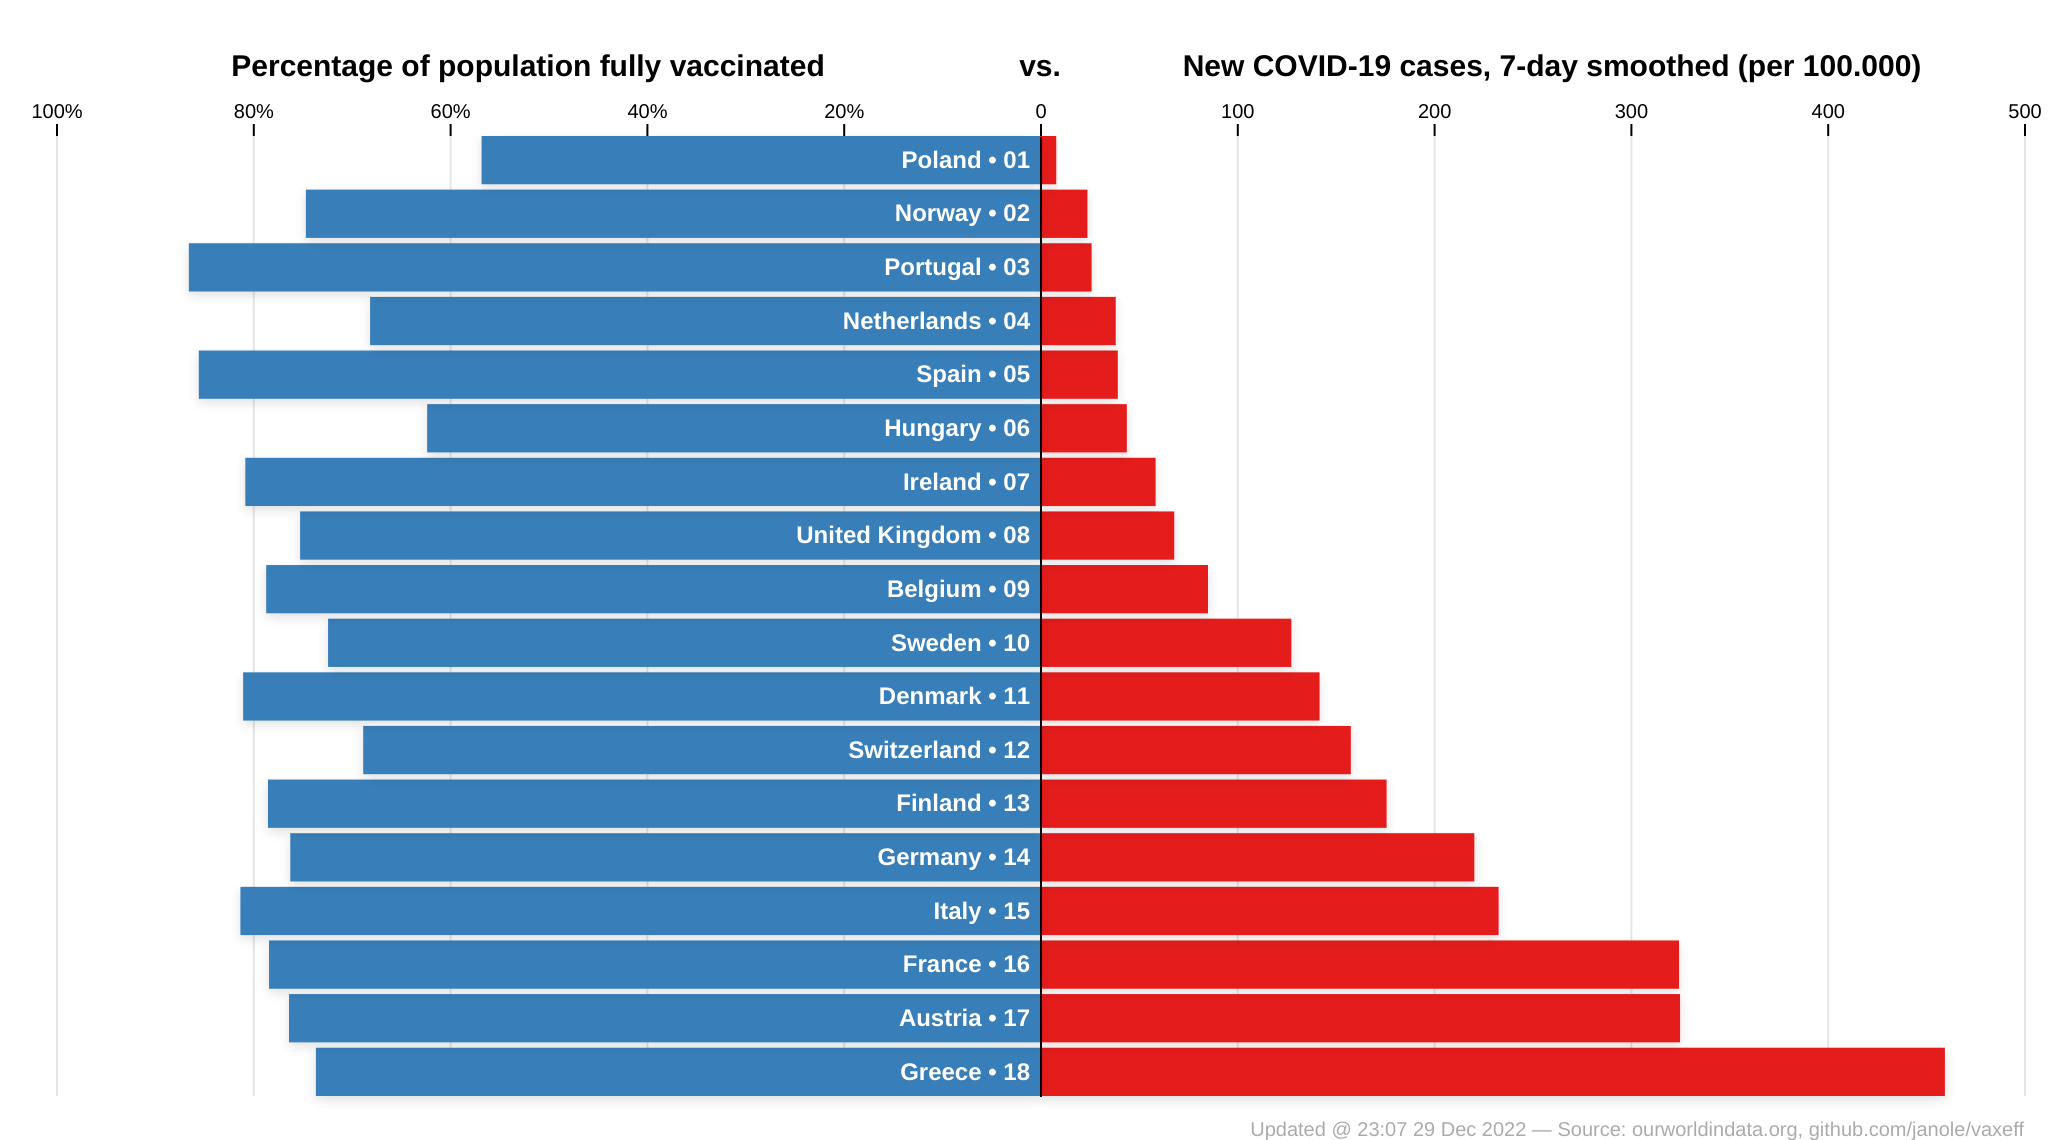 Percentage of population fully vaccinated vs. New COVID-19 cases, 7-day smoothed (per 100.000)
100% 80% 60% 40% 20% 0 100 200 300 400 500
Poland • 01
Norway • 02
Portugal • 03
Netherlands • 04
Spain • 05
Hungary • 06
Ireland • 07
United Kingdom • 08
Belgium • 09
Sweden • 10
Denmark • 11
Switzerland • 12
Finland • 13
Germany • 14
Italy • 15
France • 16
Austria • 17
Greece • 18
Updated @ 23:07 29 Dec 2022 — Source: ourworldindata.org, github.com/janole/vaxeff